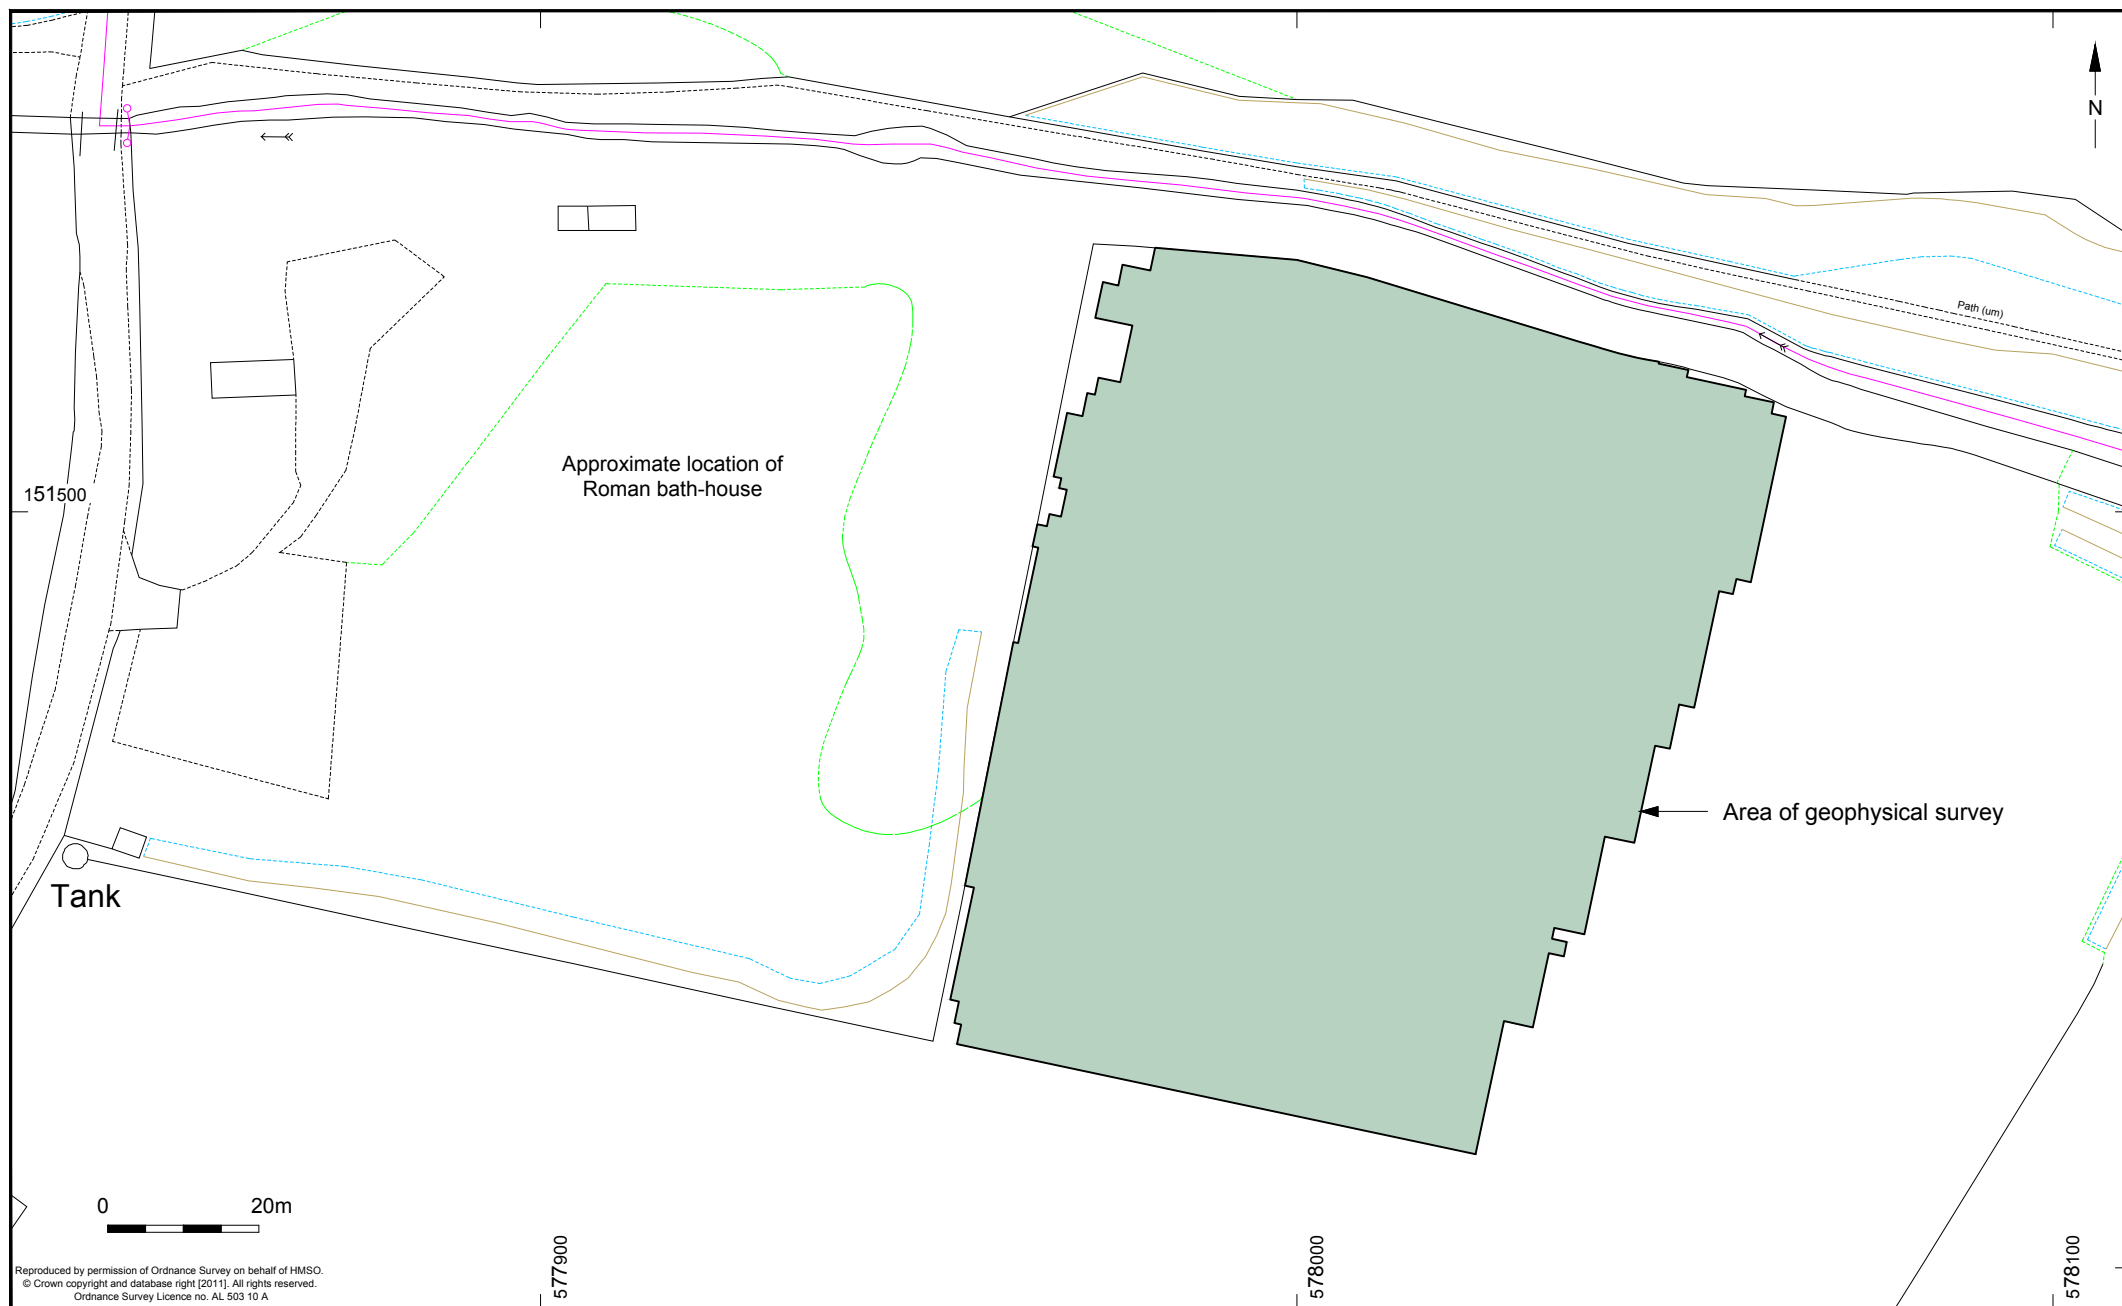 N
Path (um)
Approximate location of
Roman bath-house
151500
Area of geophysical survey
Tank
0 20m
577900
578000
578100
Reproduced by permission of Ordnance Survey on behalf of HMSO.
© Crown copyright and database right [2011]. All rights reserved.
Ordnance Survey Licence no. AL 503 10 A